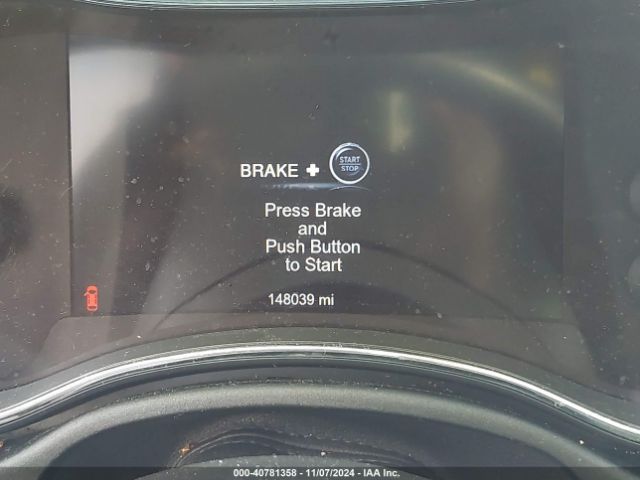 BRAKE + START STOP
Press Brake
and
Push Button
to Start
148039 mi
000-40781358 - 11/07/2024 - IAA Inc.